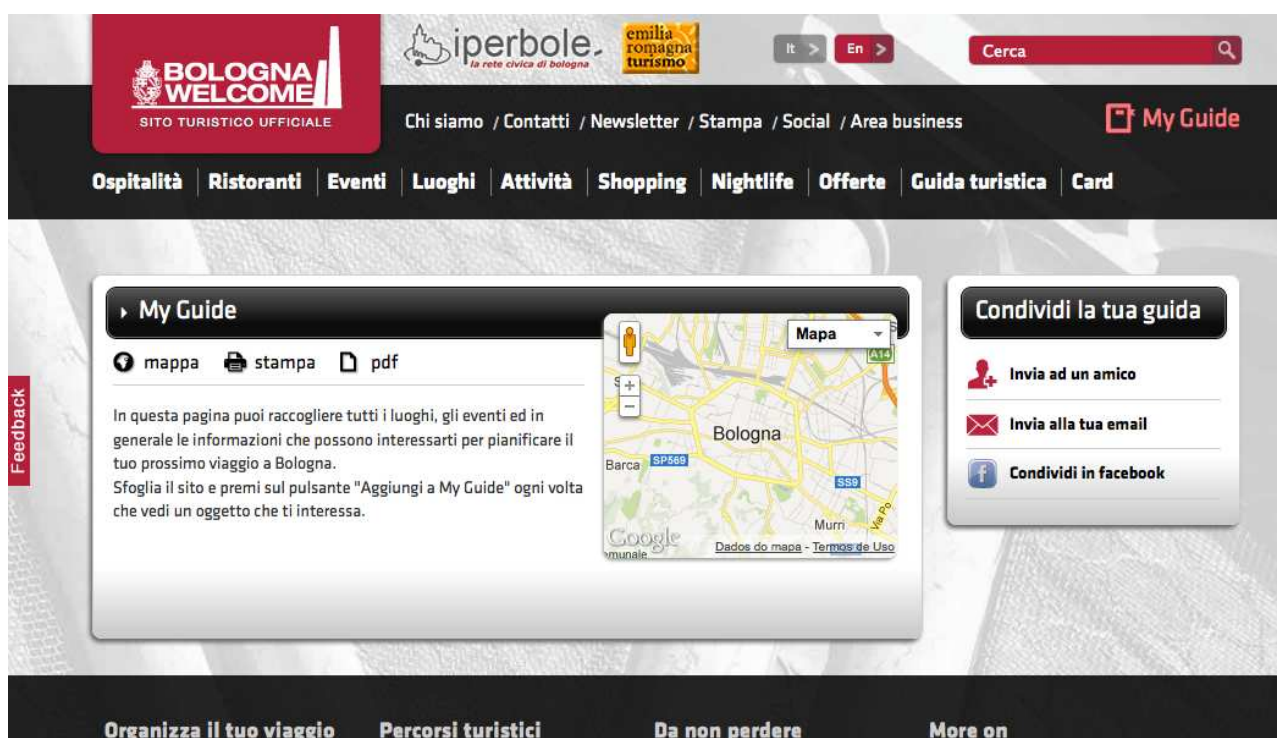 BOLOGNA
WELCOME
SITO TURISTICO UFFICIALE
iperbole
la rete civica di bologna
emilia
romagna
turismo
It >
En >
Cerca
Chi siamo / Contatti / Newsletter / Stampa / Social / Area business
My Guide
Ospitalità Ristoranti Eventi Luoghi Attività Shopping Nightlife Offerte Guida turistica Card
Feedback
My Guide
mappa stampa pdf
In questa pagina puoi raccogliere tutti i luoghi, gli eventi ed in
generale le informazioni che possono interessarti per pianificare il
tuo prossimo viaggio a Bologna.
Sfoglia il sito e premi sul pulsante "Aggiungi a My Guide" ogni volta
che vedi un oggetto che ti interessa.
Mapa
A14
Bologna
Barca
SP569
SS9
Murri
Via Po
Google
munale
Dados do mapa - Termos de Uso
Condividi la tua guida
Invia ad un amico
Invia alla tua email
Condividi in facebook
Organizza il tuo viaggio Percorsi turistici Da non perdere More on